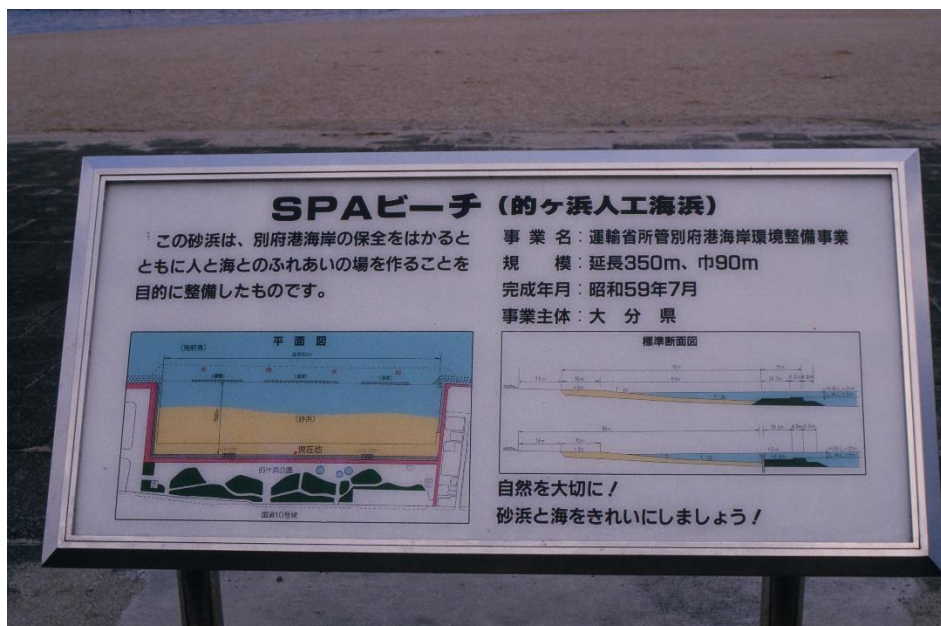 SPAビーチ(的ヶ浜人工海浜)
この砂浜は、別府港海岸の保全をはかると
ともに人と海とのふれあいの場を作ることを
目的に整備したものです。
事業名:運輸省所管別府港海岸環境整備事業
規模:延長350m、巾90m
完成年月:昭和59年7月
事業主体:大分県
平面図
(別府港)
(砂浜)
現在地
的ヶ浜公園
国道10号線
標準断面図
自然を大切に!
砂浜と海をきれいにしましょう!